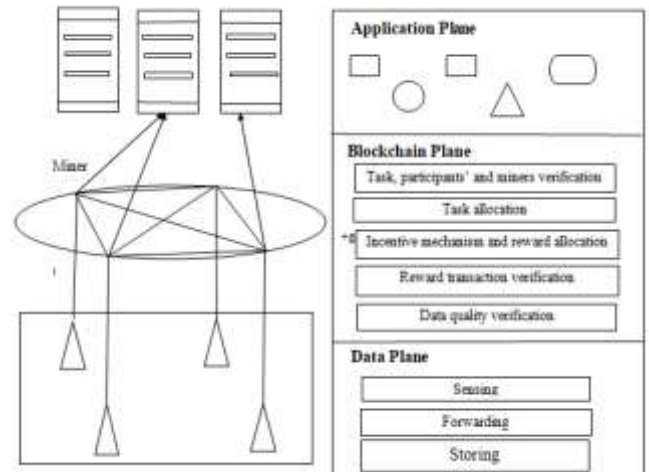 Application Plane
Miner
Blockchain Plane
Task, participants' and miners verification
Task allocation
Incentive mechanism and reward allocation
Reward transaction verification
Data quality verification
Data Plane
Sensing
Forwarding
Storing